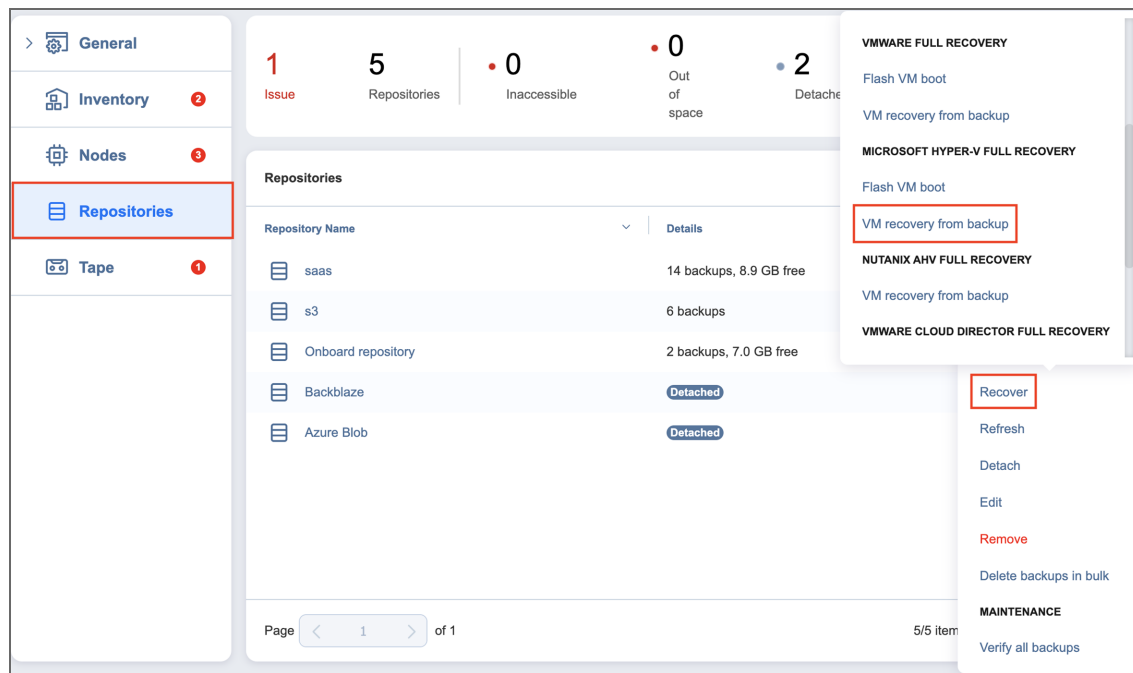 General
Inventory 2
Nodes 3
Repositories
Tape 1
1
Issue
5
Repositories
0
Inaccessible
0
Out
of
space
2
Detache
Repositories
Repository Name Details
saas 14 backups, 8.9 GB free
s3 6 backups
Onboard repository 2 backups, 7.0 GB free
Backblaze Detached
Azure Blob Detached
Page 1 of 1 5/5 item
VMWARE FULL RECOVERY
Flash VM boot
VM recovery from backup
MICROSOFT HYPER-V FULL RECOVERY
Flash VM boot
VM recovery from backup
NUTANIX AHV FULL RECOVERY
VM recovery from backup
VMWARE CLOUD DIRECTOR FULL RECOVERY
Recover
Refresh
Detach
Edit
Remove
Delete backups in bulk
MAINTENANCE
Verify all backups